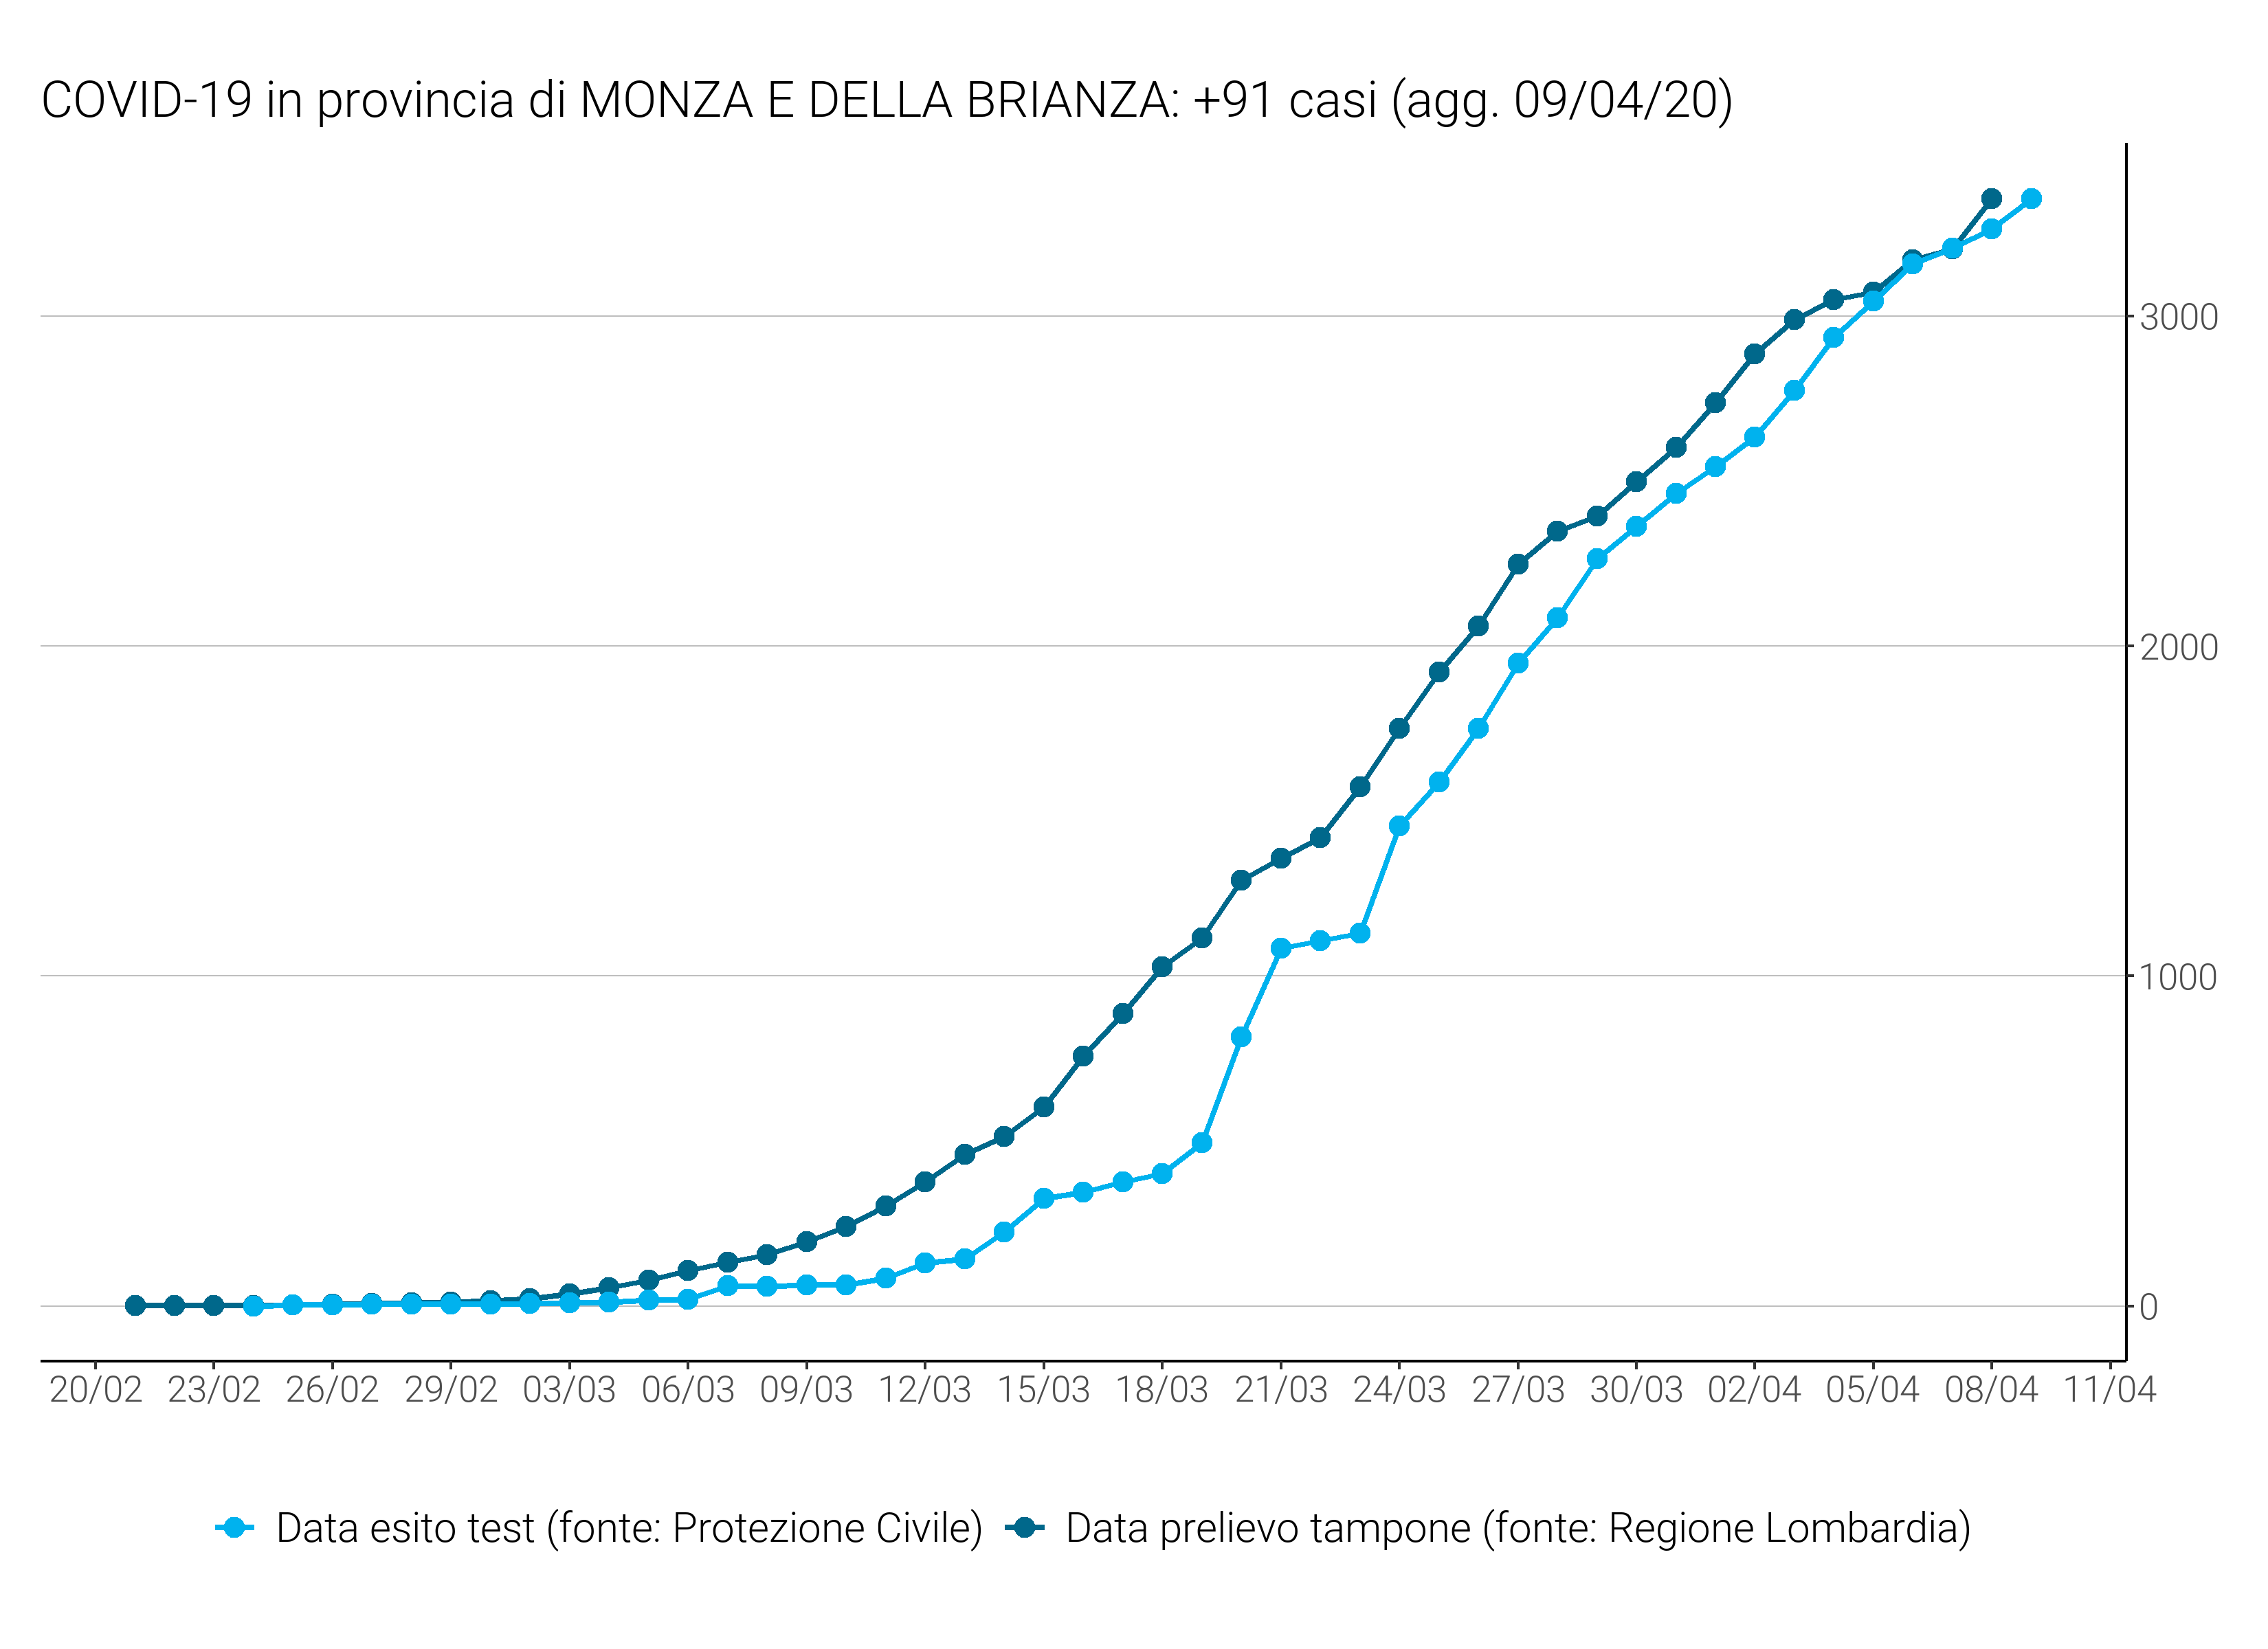 COVID-19 in provincia di MONZA E DELLA BRIANZA: +91 casi (agg. 09/04/20)
3000
2000
1000
0
20/02 23/02 26/02 29/02 03/03 06/03 09/03 12/03 15/03 18/03 21/03 24/03 27/03 30/03 02/04 05/04 08/04 11/04
Data esito test (fonte: Protezione Civile) Data prelievo tampone (fonte: Regione Lombardia)